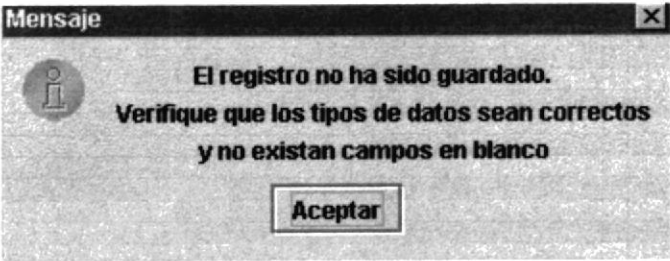 Mensaje
El registro no ha sido guardado.
Verifique que los tipos de datos sean correctos
y no existan campos en blanco
Aceptar